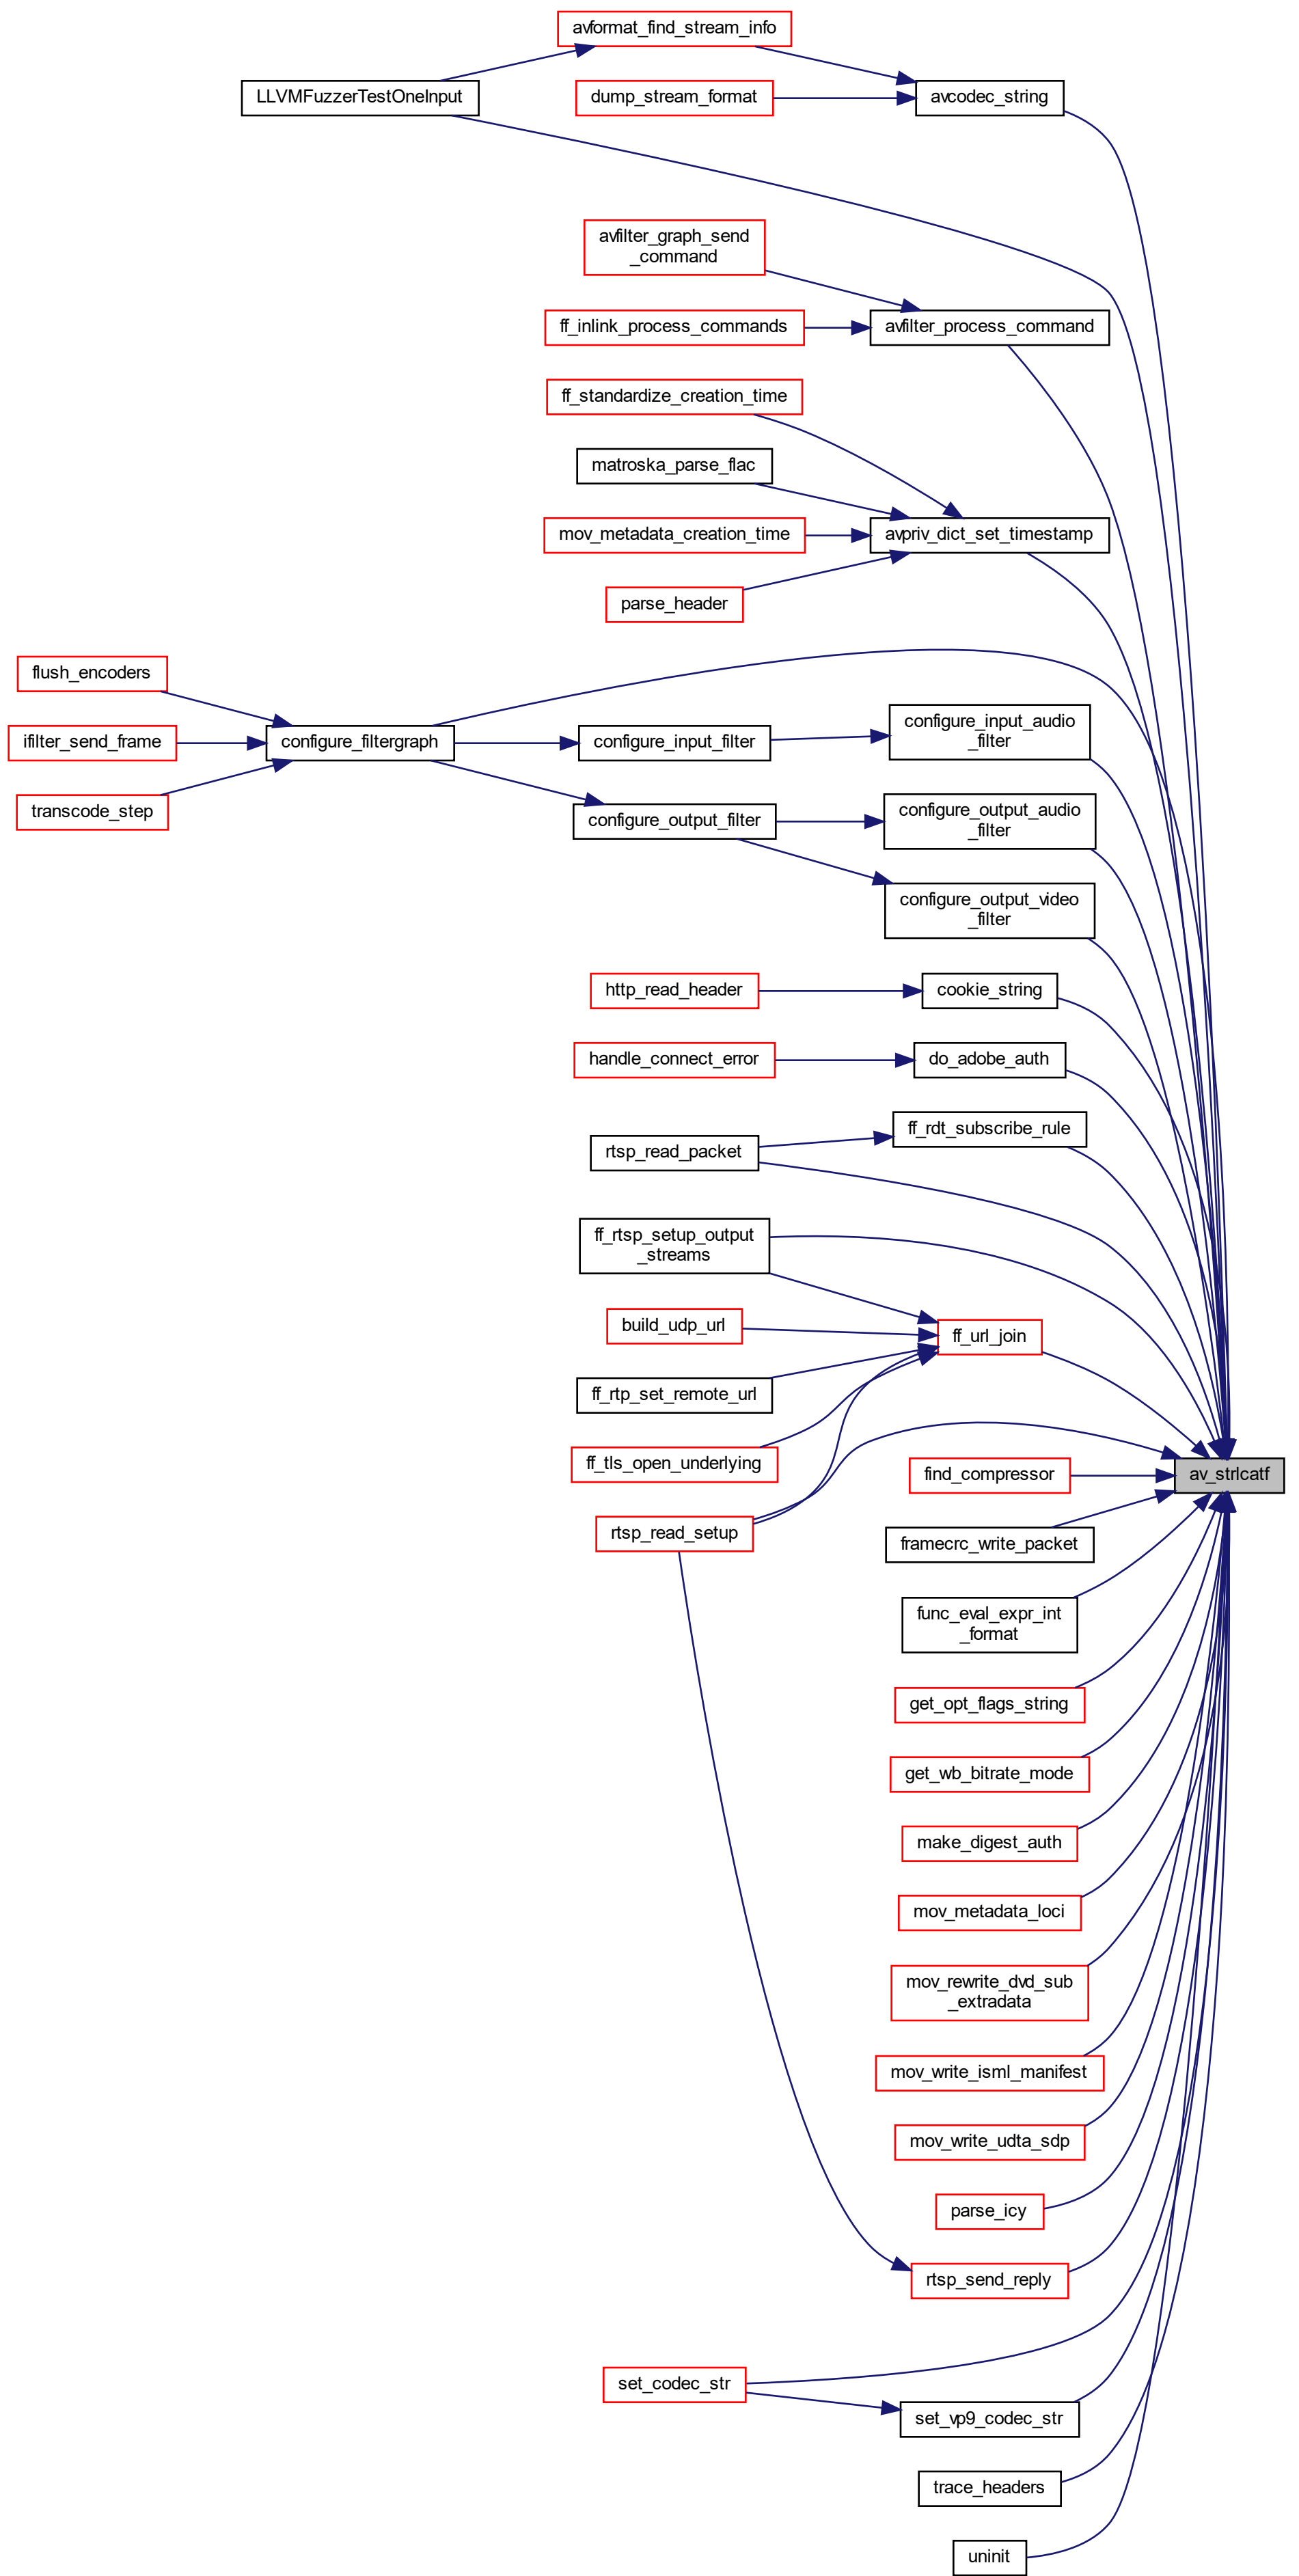 avformat_find_stream_info
LLVMFuzzerTestOneInput
dump_stream_format
avcodec_string
avfilter_graph_send
_command
ff_inlink_process_commands
avfilter_process_command
ff_standardize_creation_time
matroska_parse_flac
mov_metadata_creation_time
avpriv_dict_set_timestamp
parse_header
flush_encoders
ifilter_send_frame
configure_filtergraph
configure_input_filter
configure_input_audio
_filter
transcode_step
configure_output_filter
configure_output_audio
_filter
configure_output_video
_filter
http_read_header
cookie_string
handle_connect_error
do_adobe_auth
rtsp_read_packet
ff_rdt_subscribe_rule
ff_rtsp_setup_output
_streams
build_udp_url
ff_url_join
ff_rtp_set_remote_url
ff_tls_open_underlying
find_compressor
av_strlcatf
rtsp_read_setup
framecrc_write_packet
func_eval_expr_int
_format
get_opt_flags_string
get_wb_bitrate_mode
make_digest_auth
mov_metadata_loci
mov_rewrite_dvd_sub
_extradata
mov_write_isml_manifest
mov_write_udta_sdp
parse_icy
rtsp_send_reply
set_codec_str
set_vp9_codec_str
trace_headers
uninit